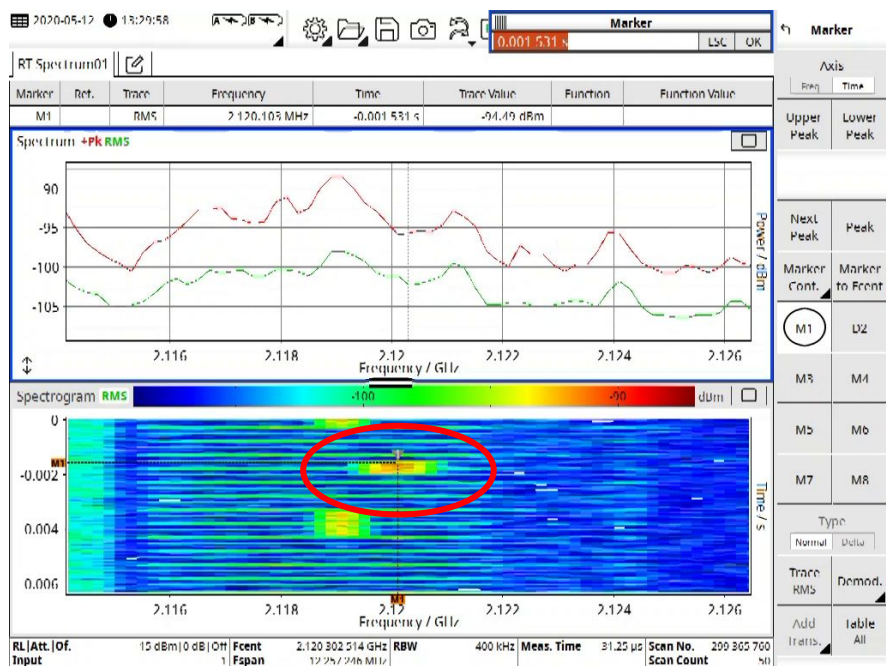 2020-05-12 13:29:58
Marker
0.001 531 s
ESC OK
Marker
RT Spectrum01
Axis
Freq Time
Marker Ref. Trace Frequency Time Trace Value Function Function Value
M1 RMS 2 120.103 MHz -0.001 531 s -94.49 dBm
Upper Peak
Lower Peak
Spectrum +Pk RMS
90
-95
-100
-105
Power / dBm
2.116 2.118 2.12 2.122 2.124 2.126
Frequency / GHz
Next Peak
Peak
Marker Cont.
Marker to Fcent
M1 D2
M3 M4
M5 M6
M7 M8
Spectrogram RMS -100 -90 dBm
0
-0.002
0.004
0.006
M1
Time / s
M1
2.116 2.118 2.12 2.122 2.124 2.126
Frequency / GHz
Type
Normal Delta
Trace RMS
Demod.
Add Trans.
Table All
RL|Att.|Of. 15 dBm|0 dB|Off Fcent 2.120 302 514 GHz RBW 400 kHz Meas. Time 31.25 µs Scan No. 299 365 760
Input 1 Fspan 12.257 246 MHz Scan Count 50